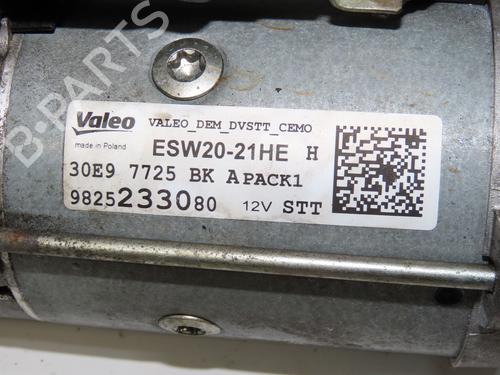 B-PARTS
Valeo VALEO_DEM_DVSTT_CEMO
made in Poland ESW20-21HE H
30E9 7725 BK APACK1
9825233080 12V STT